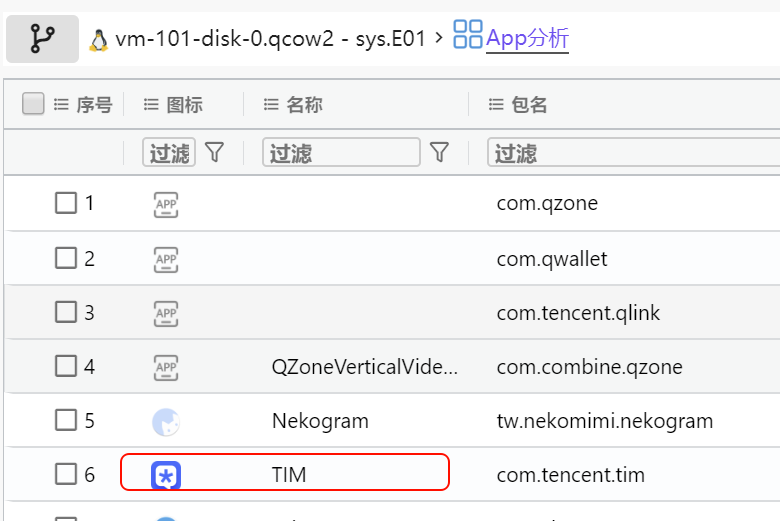 vm-101-disk-0.qcow2 - sys.E01 > App分析
序号 图标 名称 包名
过滤 过滤 过滤
1 APP com.qzone
2 APP com.qwallet
3 APP com.tencent.qlink
4 APP QZoneVerticalVide... com.combine.qzone
5 Nekogram tw.nekomimi.nekogram
6 TIM com.tencent.tim